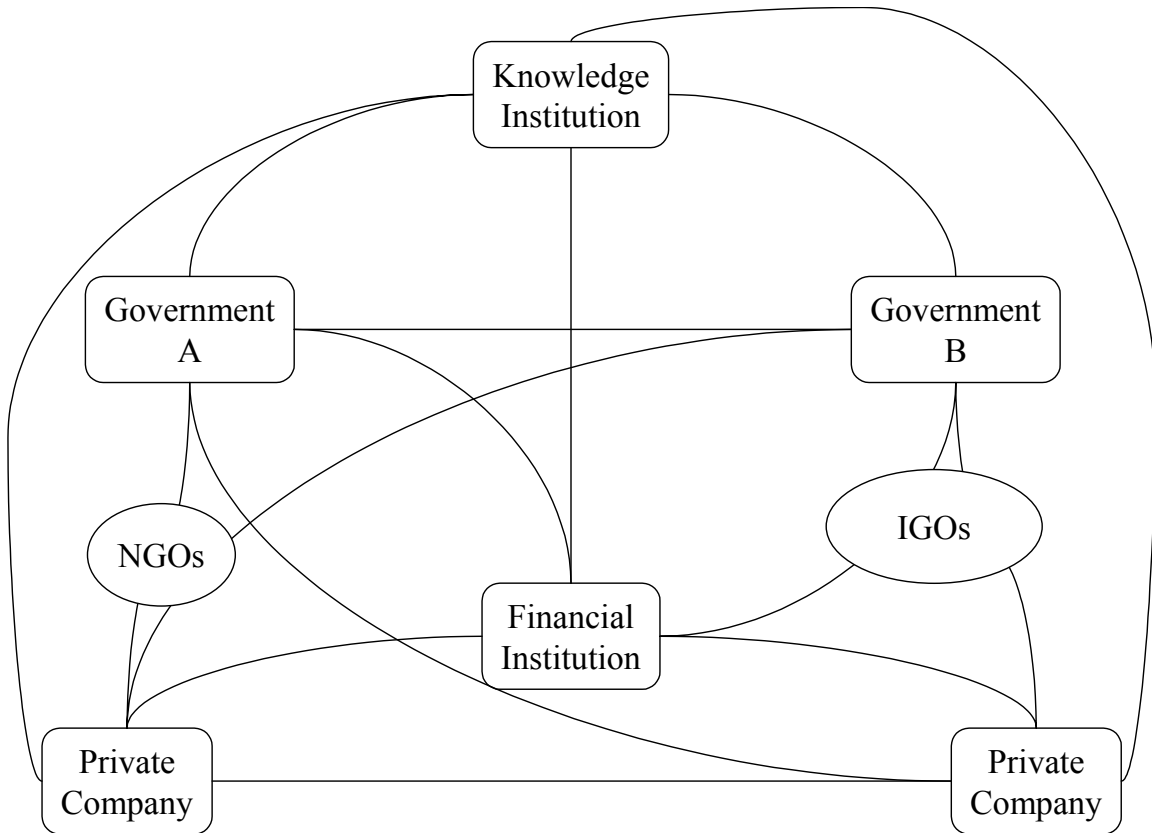 Knowledge
Institution
Government
A
Government
B
NGOs
IGOs
Financial
Institution
Private
Company
Private
Company